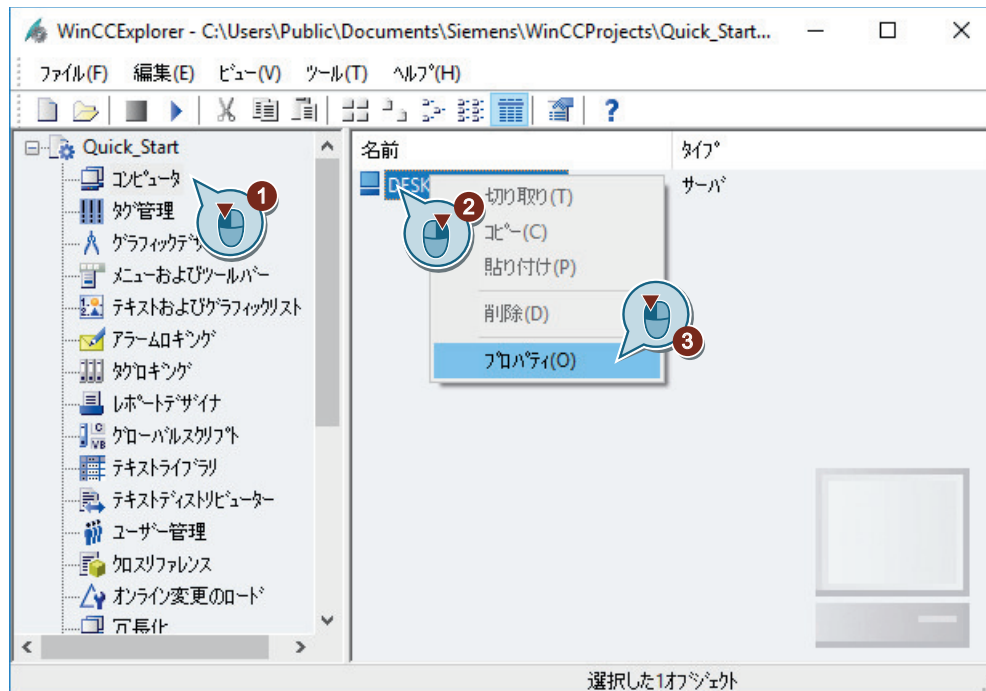 WinCCExplorer - C:\Users\Public\Documents\Siemens\WinCCProjects\Quick_Start...
ファイル(F) 編集(E) ビュー(V) ツール(T) ヘルプ(H)
Quick_Start
コンピュータ
タグ管理
グラフィックデ
メニューおよびツールバー
テキストおよびグラフィックリスト
アラームロギング
タグロギング
レポートデザイナ
グローバルスクリプト
テキストライブラリ
テキストディストリビューター
ユーザー管理
クロスリファレンス
オンライン変更のロード
冗長化
名前 タイプ
DESK サーバ
切り取り(T)
コピー(C)
貼り付け(P)
削除(D)
プロパティ(O)
1
2
3
選択した1オブジェクト